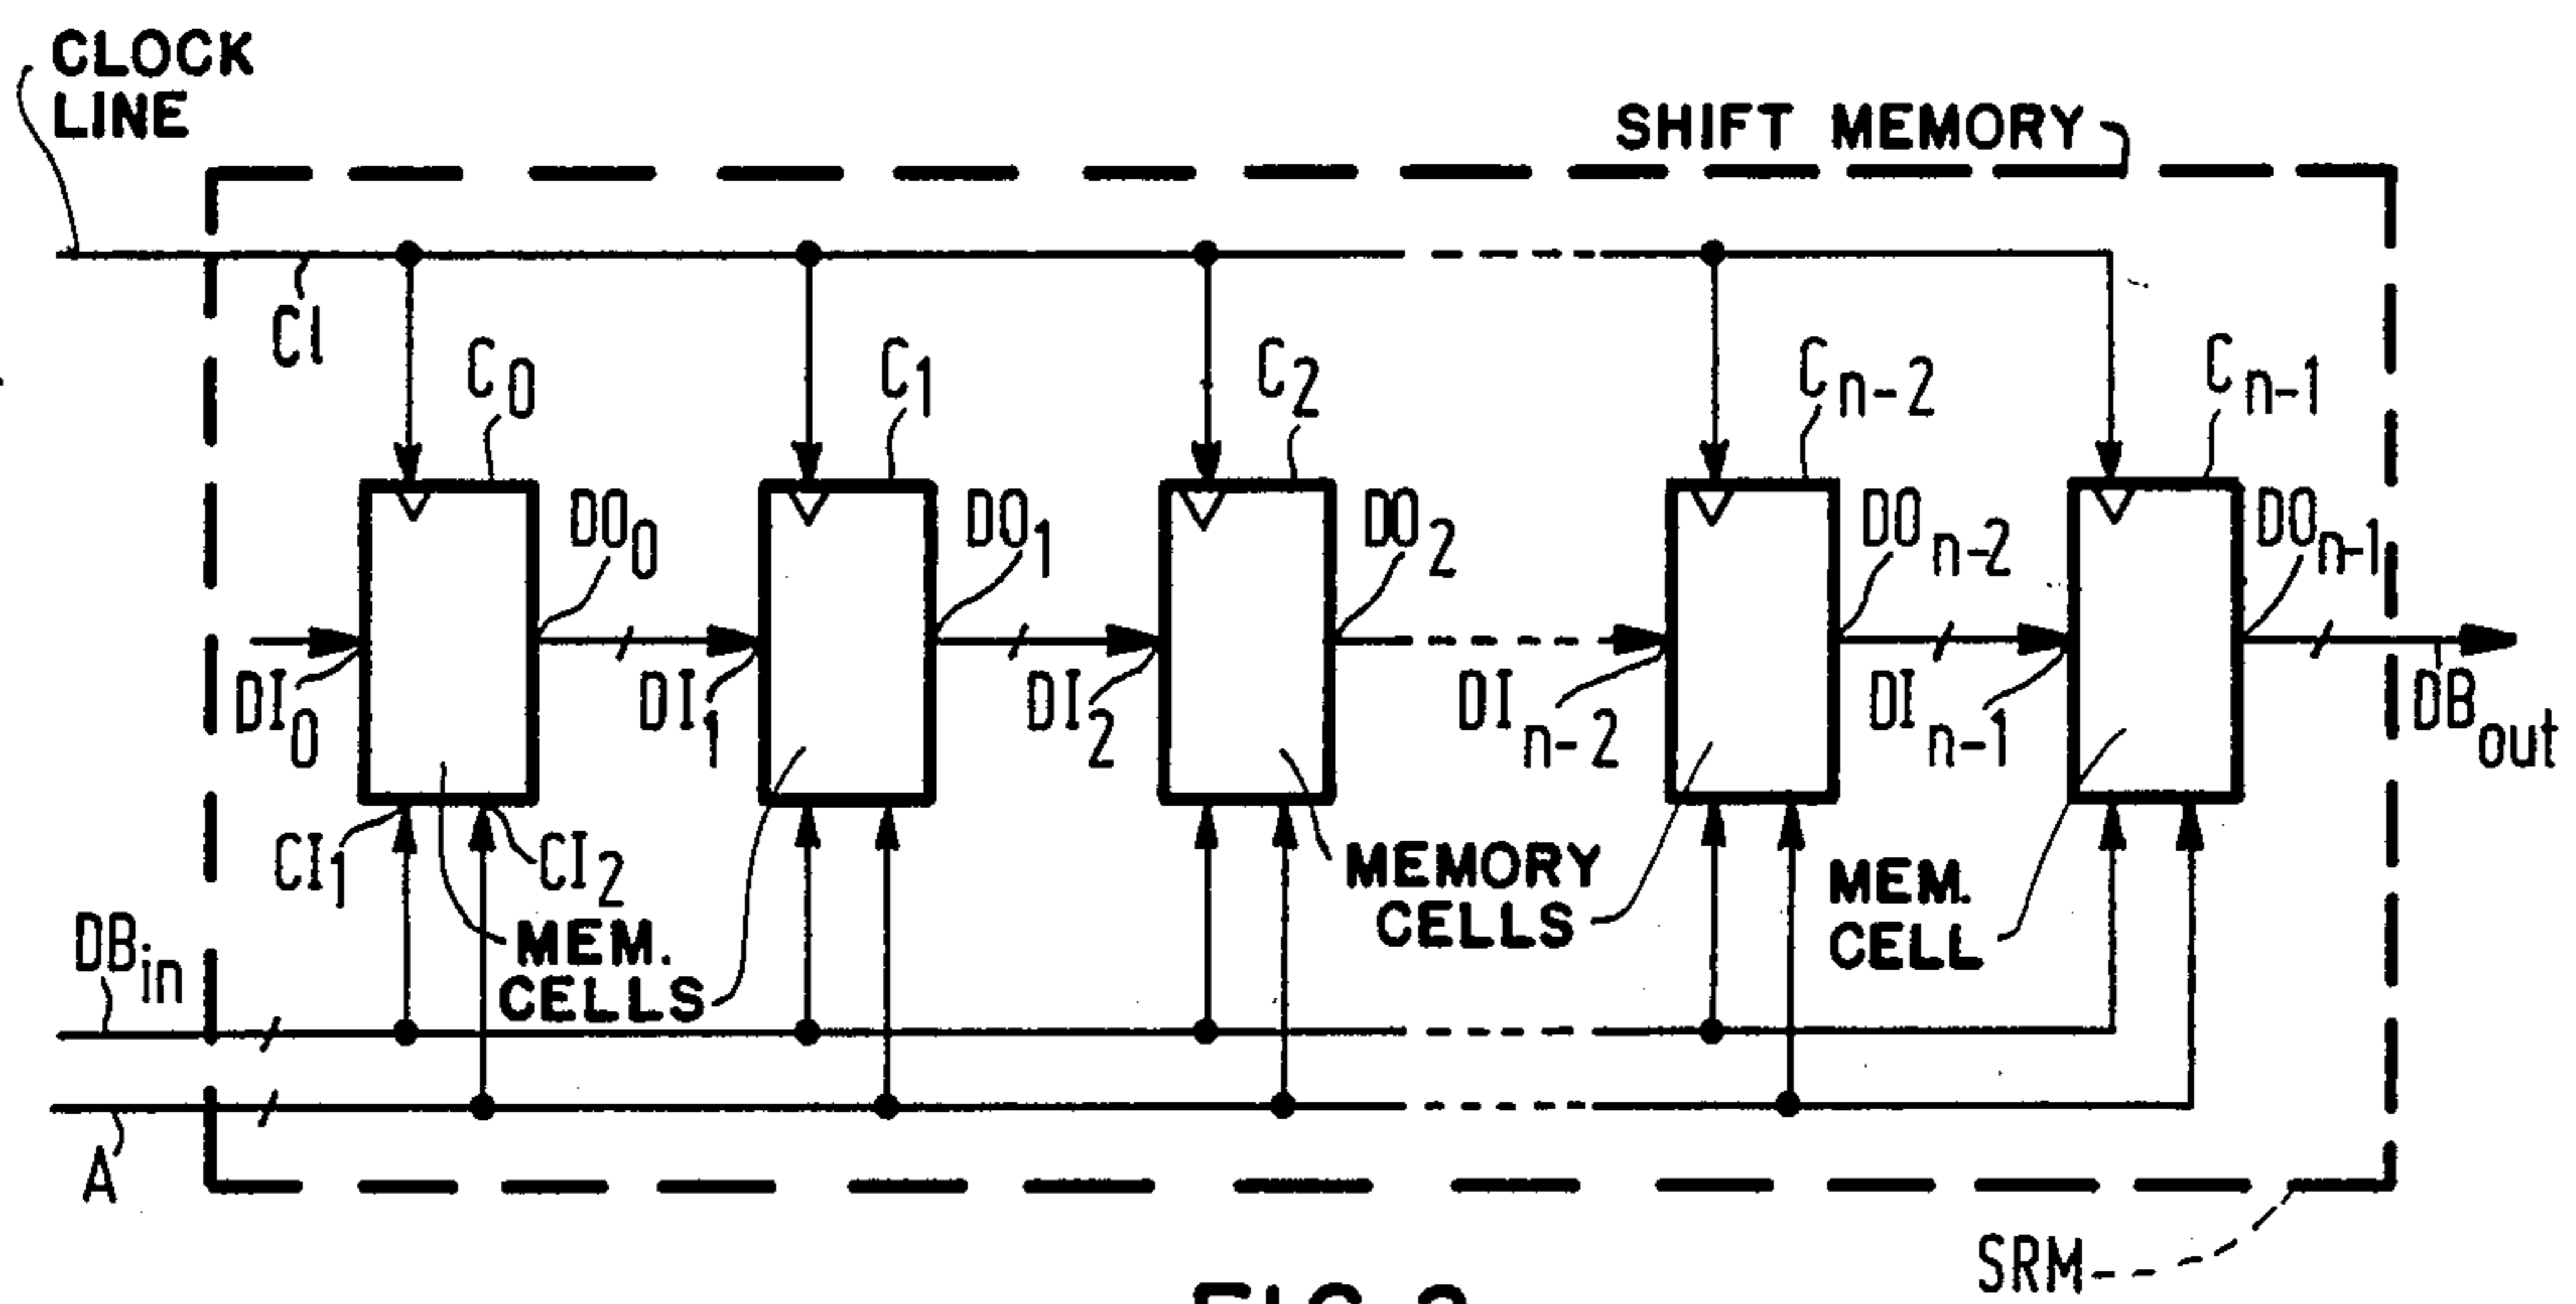 CLOCK
LINE
SHIFT MEMORY
Cl
C0
C1
C2
Cn-2
Cn-1
DO0
DO1
DO2
DOn-2
DOn-1
DI0
DI1
DI2
DIn-2
DIn-1
DBout
CI1
CI2
MEM.
CELLS
MEMORY
CELLS
MEM.
CELL
DBin
A
SRM